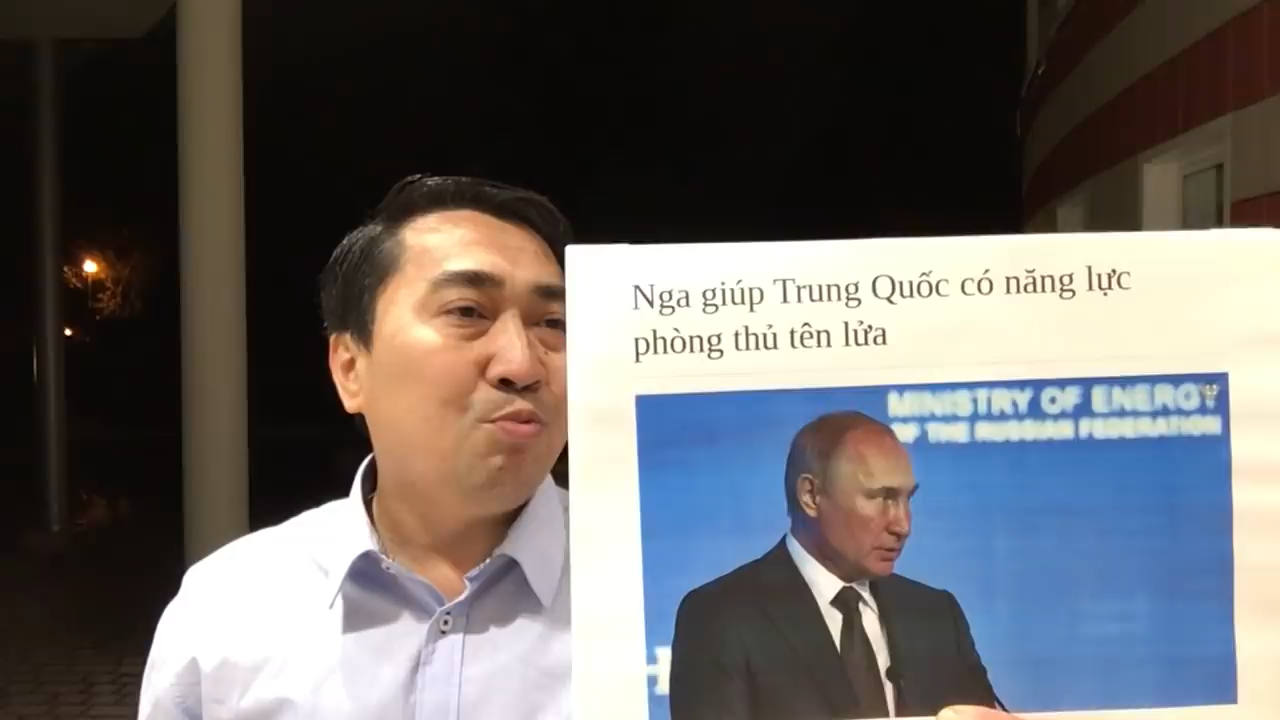 Nga giúp Trung Quốc có năng lực
phòng thủ tên lửa
MINISTRY OF ENERGY
OF THE RUSSIAN FEDERATION
H